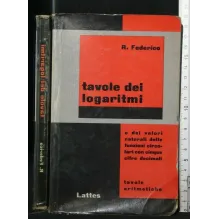 R. Federico
tavole dei
logaritmi
e dei valori
naturali delle
funzioni circo-
lari con cinque
cifre decimali
tavole
aritmetiche
Lattes